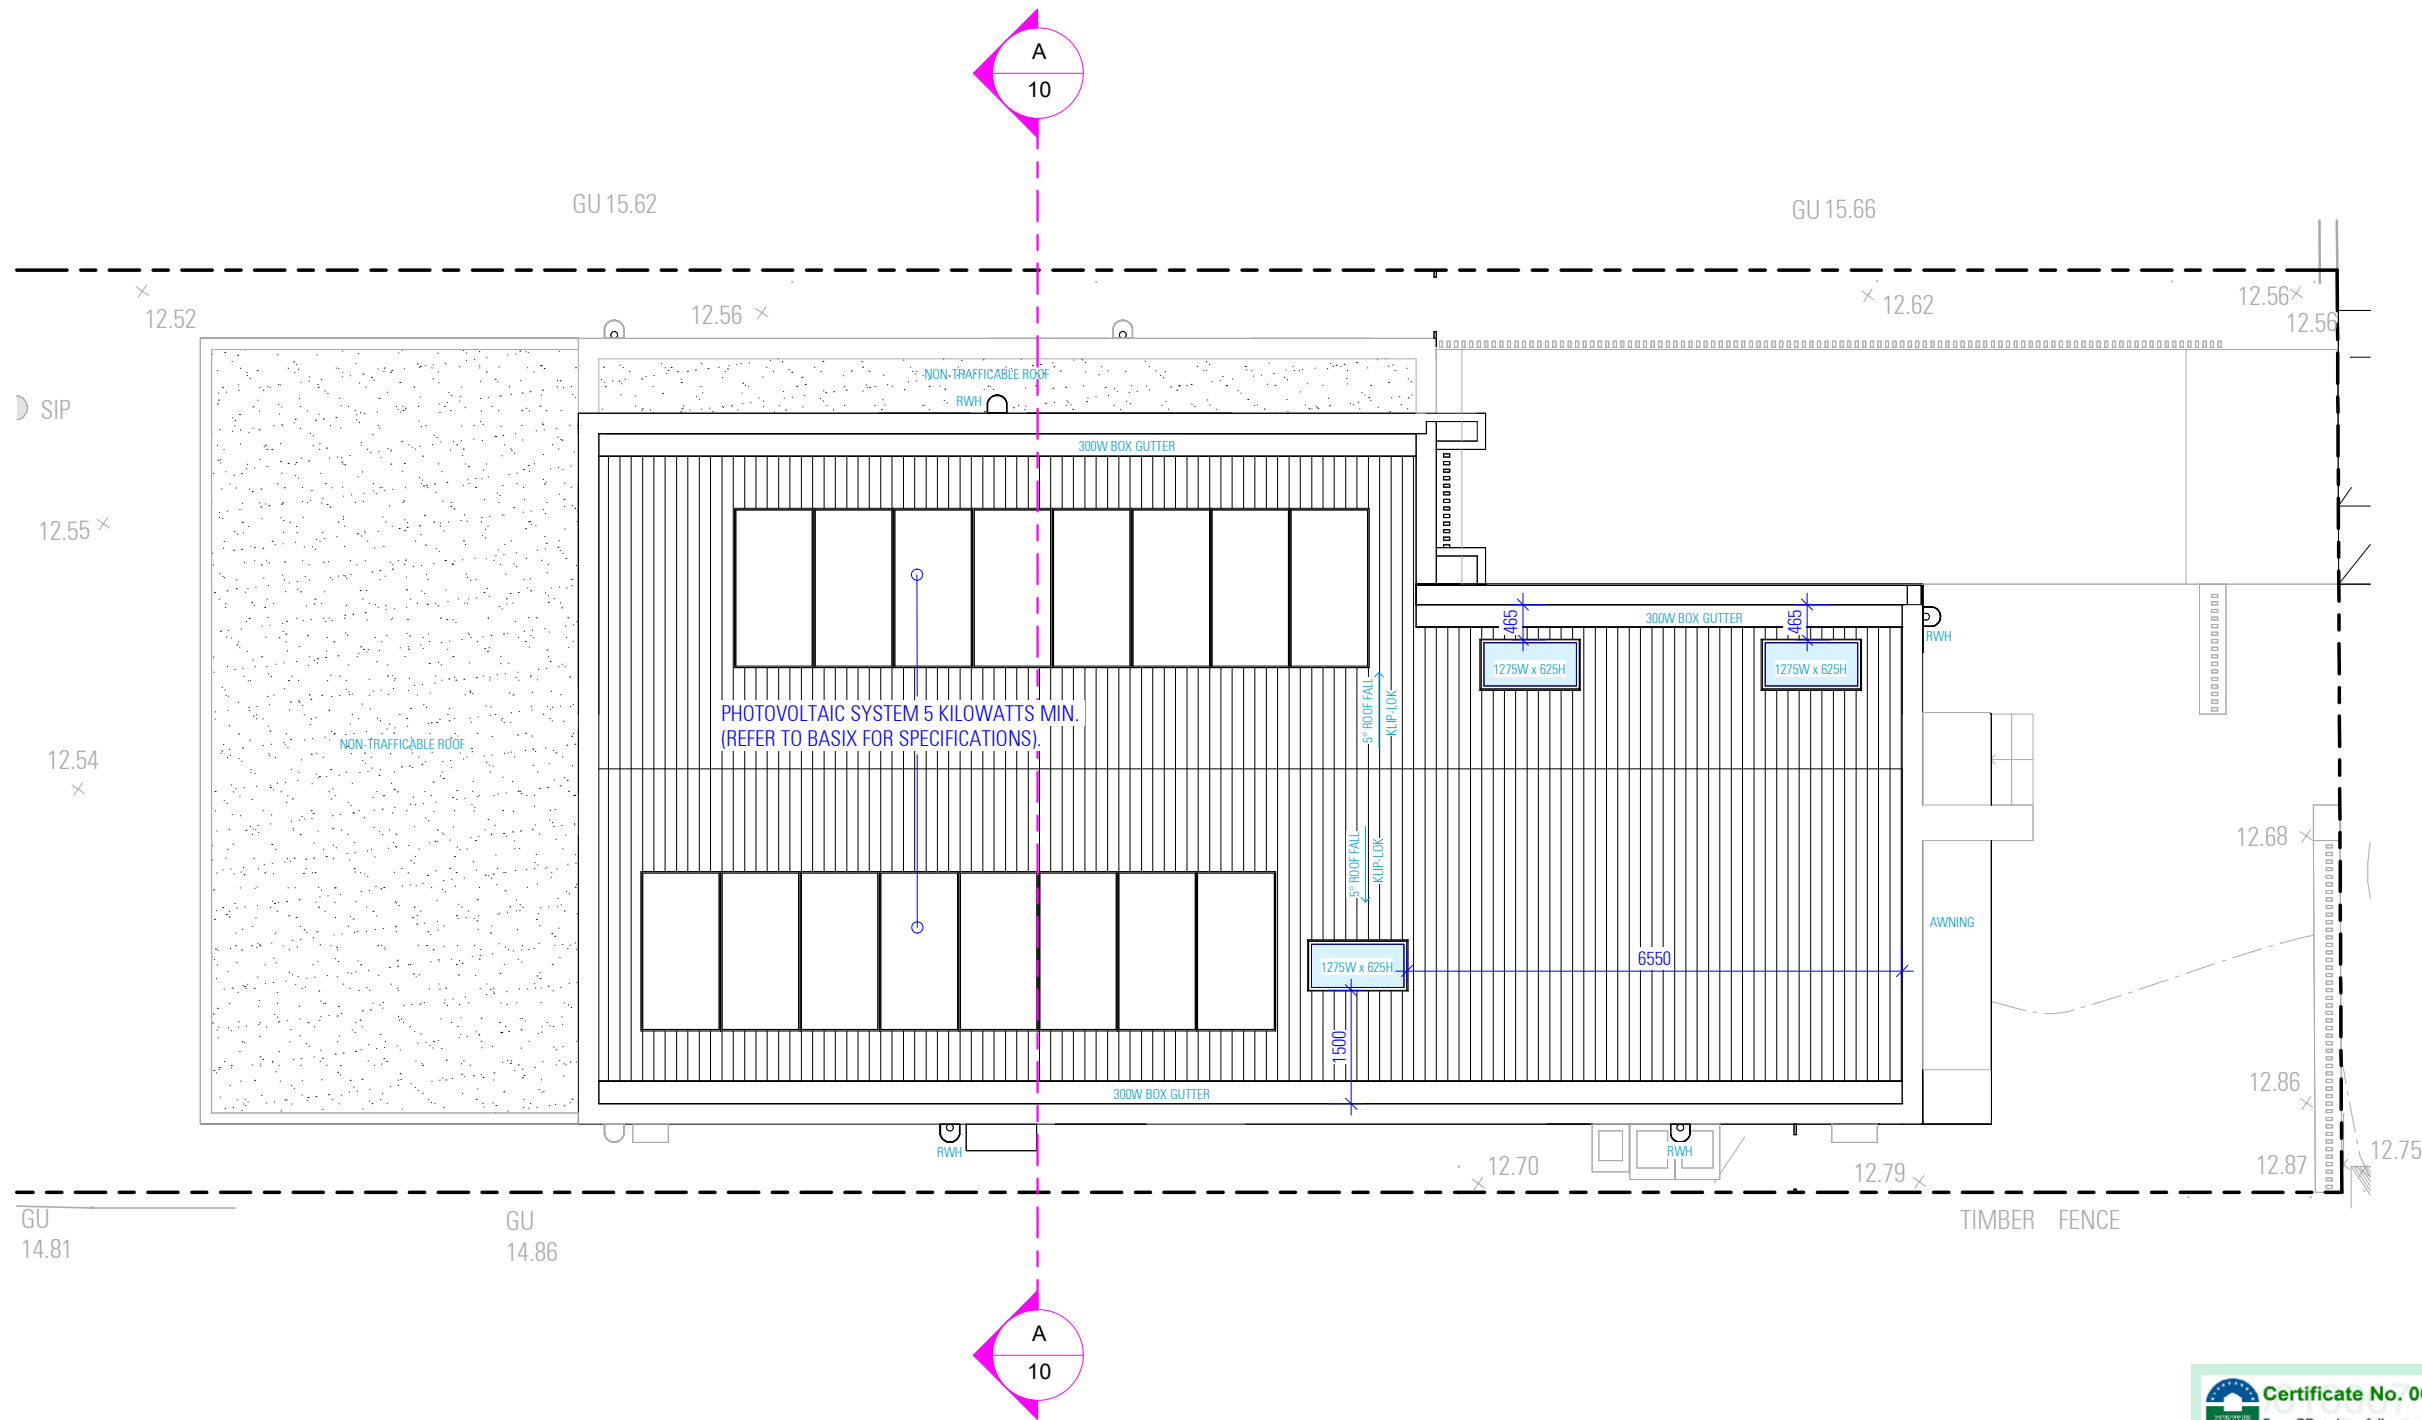 A
10
GU 15.62
GU 15.66
12.52
12.56
12.62
12.56
12.56
SIP
NON-TRAFFICABLE ROOF
RWH
300W BOX GUTTER
12.55
465
465
300W BOX GUTTER
RWH
1275W x 625H
1275W x 625H
5° ROOF FALL
KLIP-LOK
PHOTOVOLTAIC SYSTEM 5 KILOWATTS MIN.
(REFER TO BASIX FOR SPECIFICATIONS).
NON-TRAFFICABLE ROOF
12.54
5° ROOF FALL
KLIP-LOK
12.68
AWNING
6550
1275W x 625H
1500
300W BOX GUTTER
12.86
RWH
RWH
12.70
12.79
12.87
12.75
GU
14.81
GU
14.86
TIMBER FENCE
A
10
Certificate No.